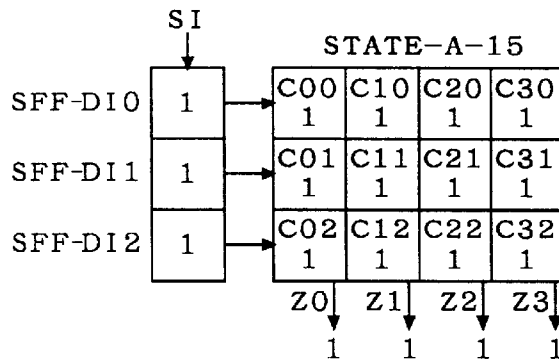 SI
STATE-A-15
SFF-DI0 1 C00 C10 C20 C30
1 1 1 1
SFF-DI1 1 C01 C11 C21 C31
1 1 1 1
SFF-DI2 1 C02 C12 C22 C32
1 1 1 1
Z0 Z1 Z2 Z3
1 1 1 1